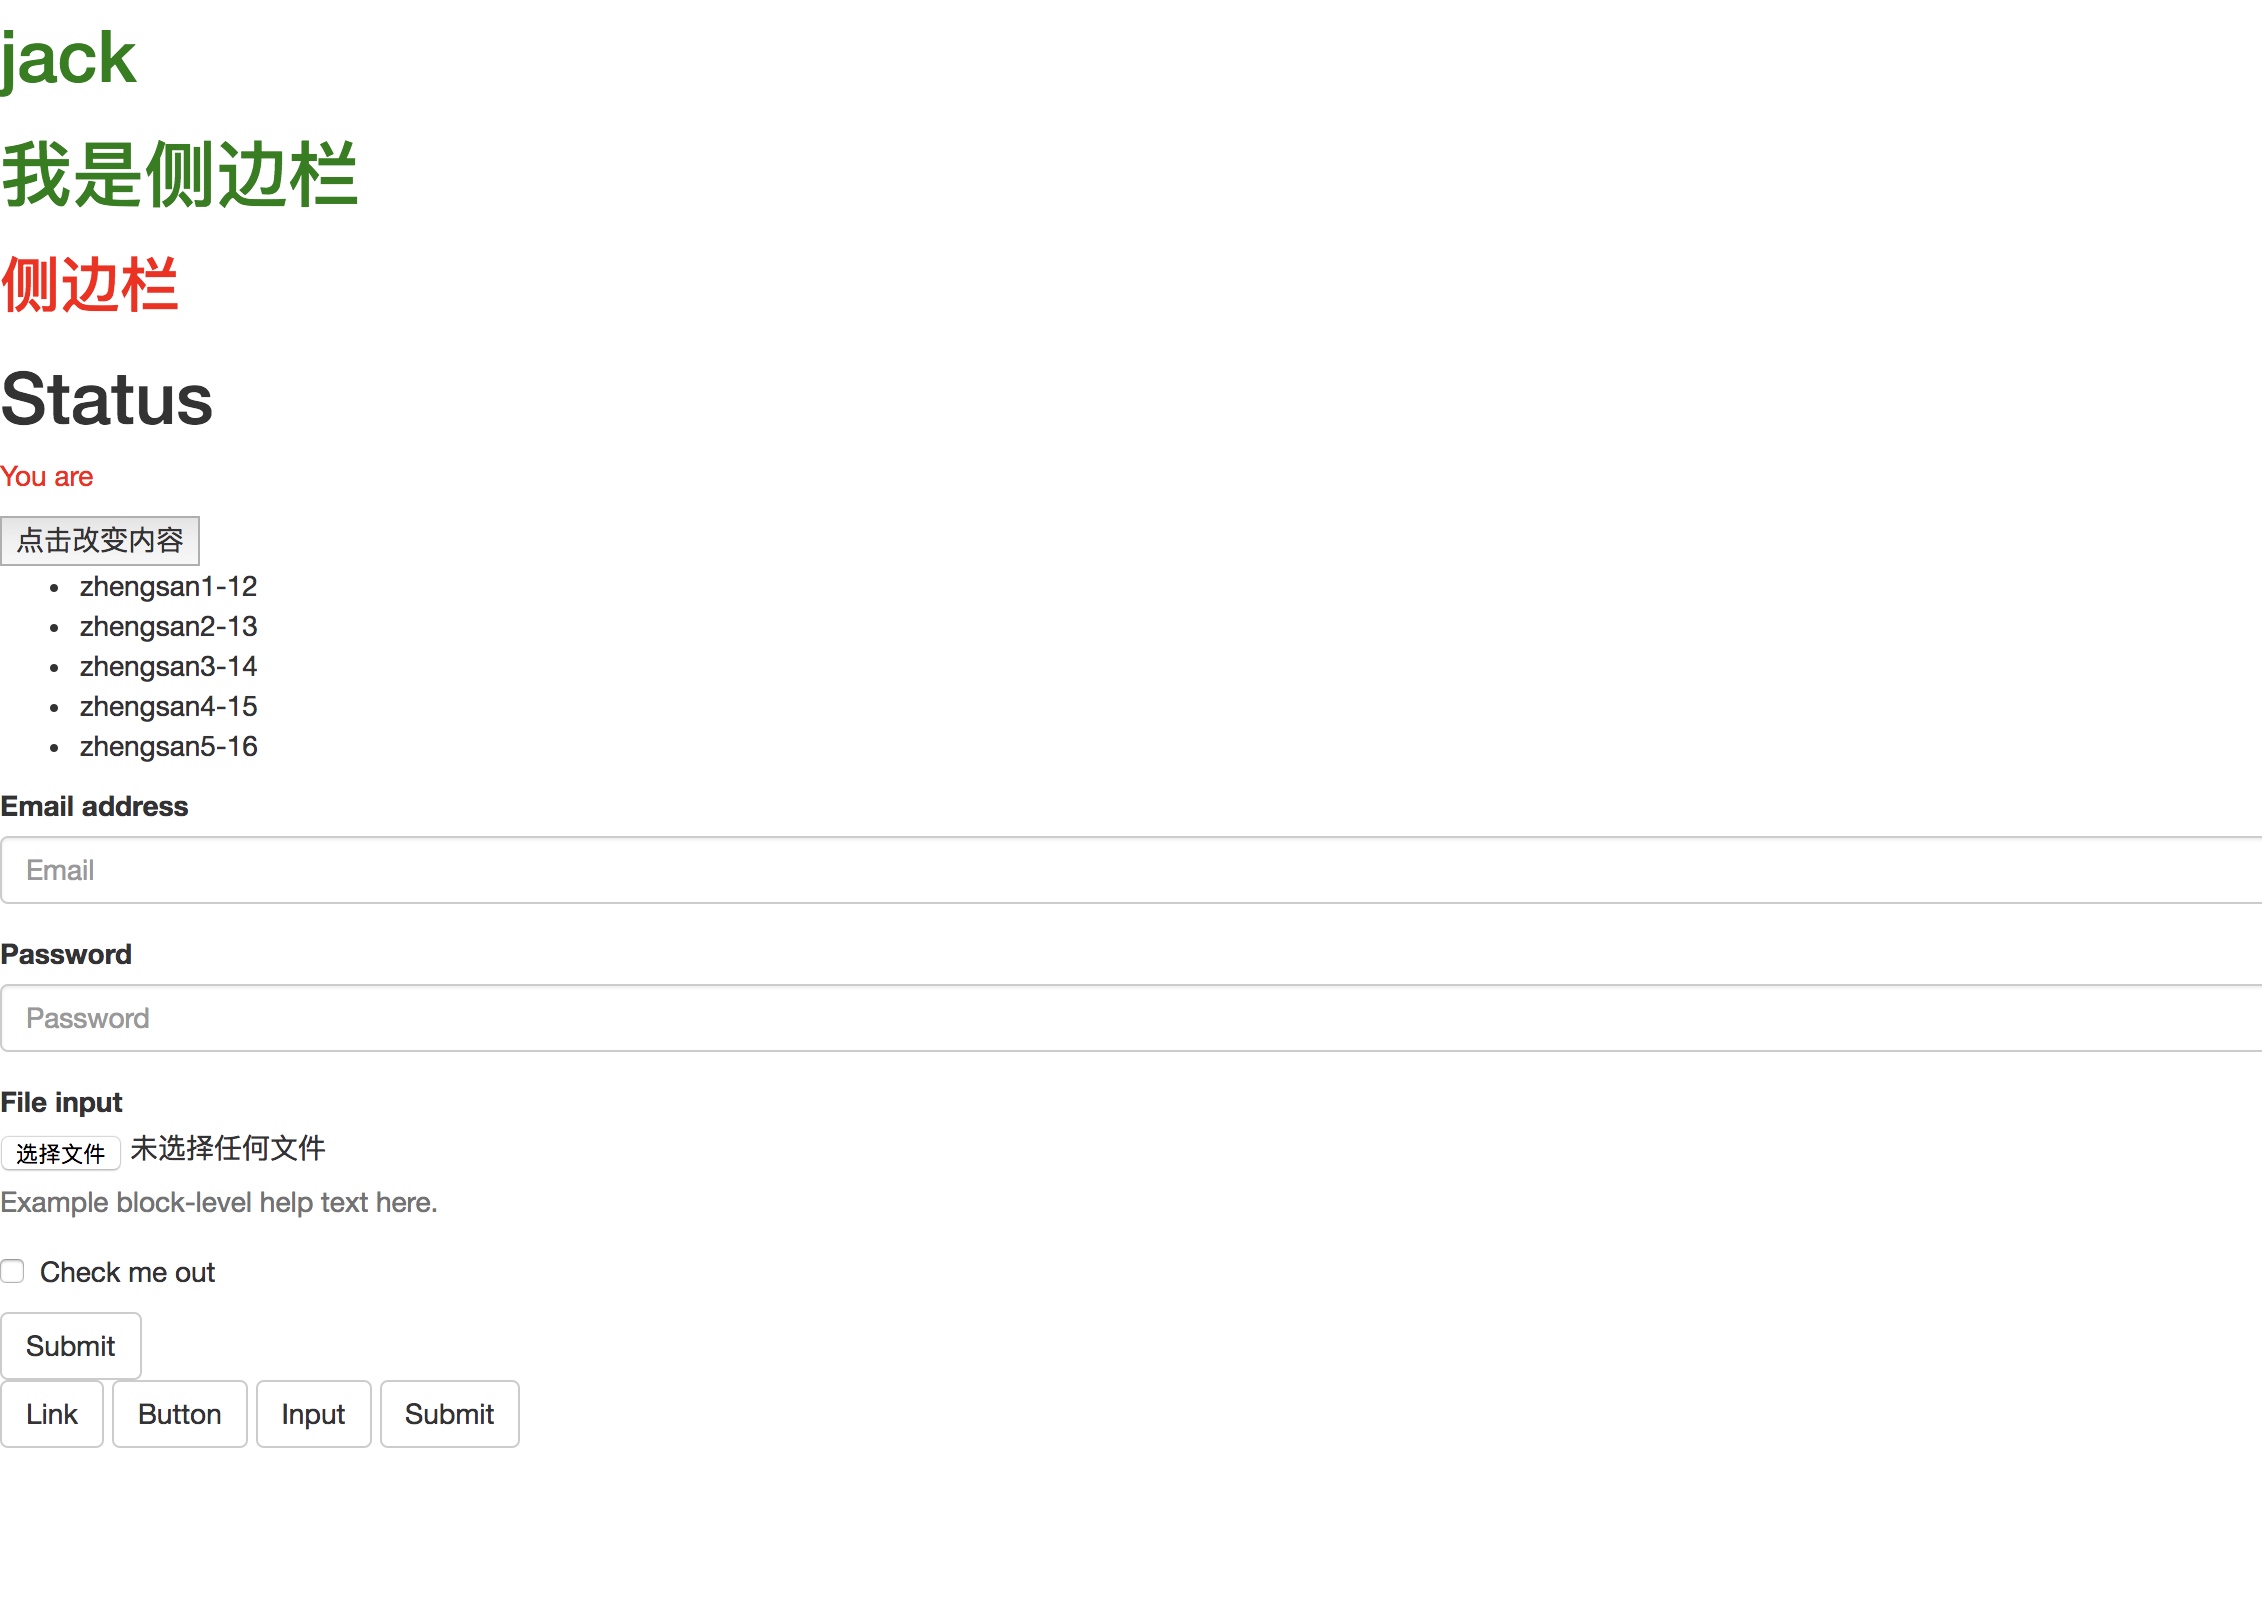 jack
我是侧边栏
侧边栏
Status
You are
点击改变内容
zhengsan1-12
zhengsan2-13
zhengsan3-14
zhengsan4-15
zhengsan5-16
Email address
Email
Password
Password
File input
选择文件 未选择任何文件
Example block-level help text here.
Check me out
Submit
Link Button Input Submit